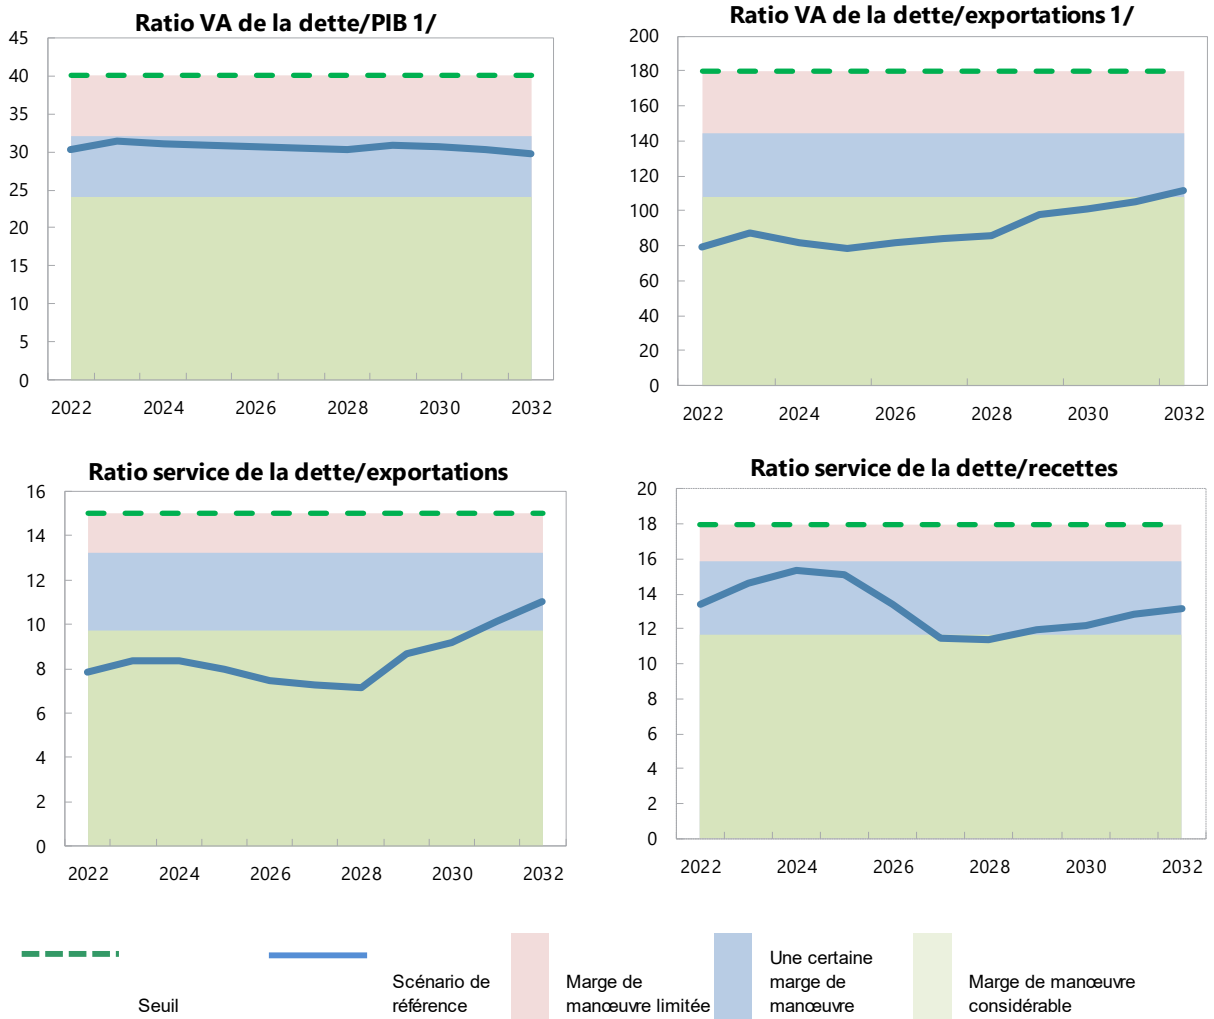 Ratio VA de la dette/PIB 1/
45
40
35
30
25
20
15
10
5
0
2022 2024 2026 2028 2030 2032
Ratio VA de la dette/exportations 1/
200
180
160
140
120
100
80
60
40
20
0
2022 2024 2026 2028 2030 2032
Ratio service de la dette/exportations
16
14
12
10
8
6
4
2
0
2022 2024 2026 2028 2030 2032
Ratio service de la dette/recettes
20
18
16
14
12
10
8
6
4
2
0
2022 2024 2026 2028 2030 2032
Seuil
Scénario de
référence
Marge de
manœuvre limitée
Une certaine
marge de
manœuvre
Marge de manœuvre
considérable